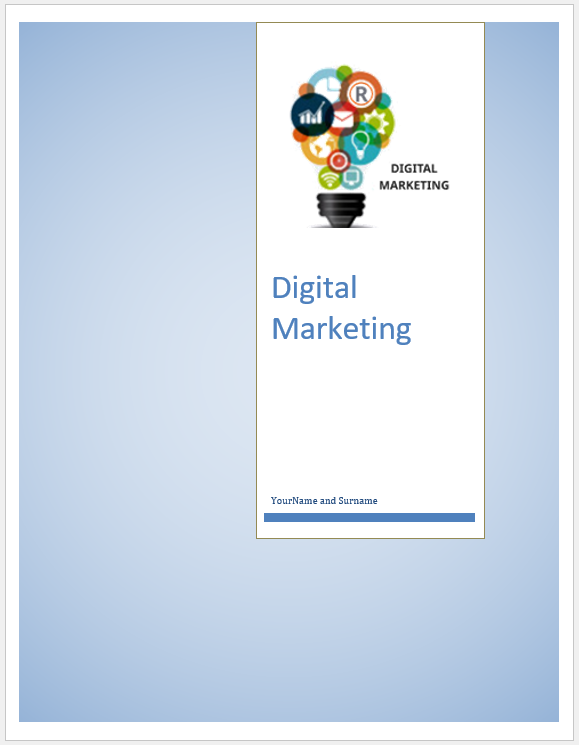 ®
DIGITAL
MARKETING
Digital
Marketing
YourName and Surname